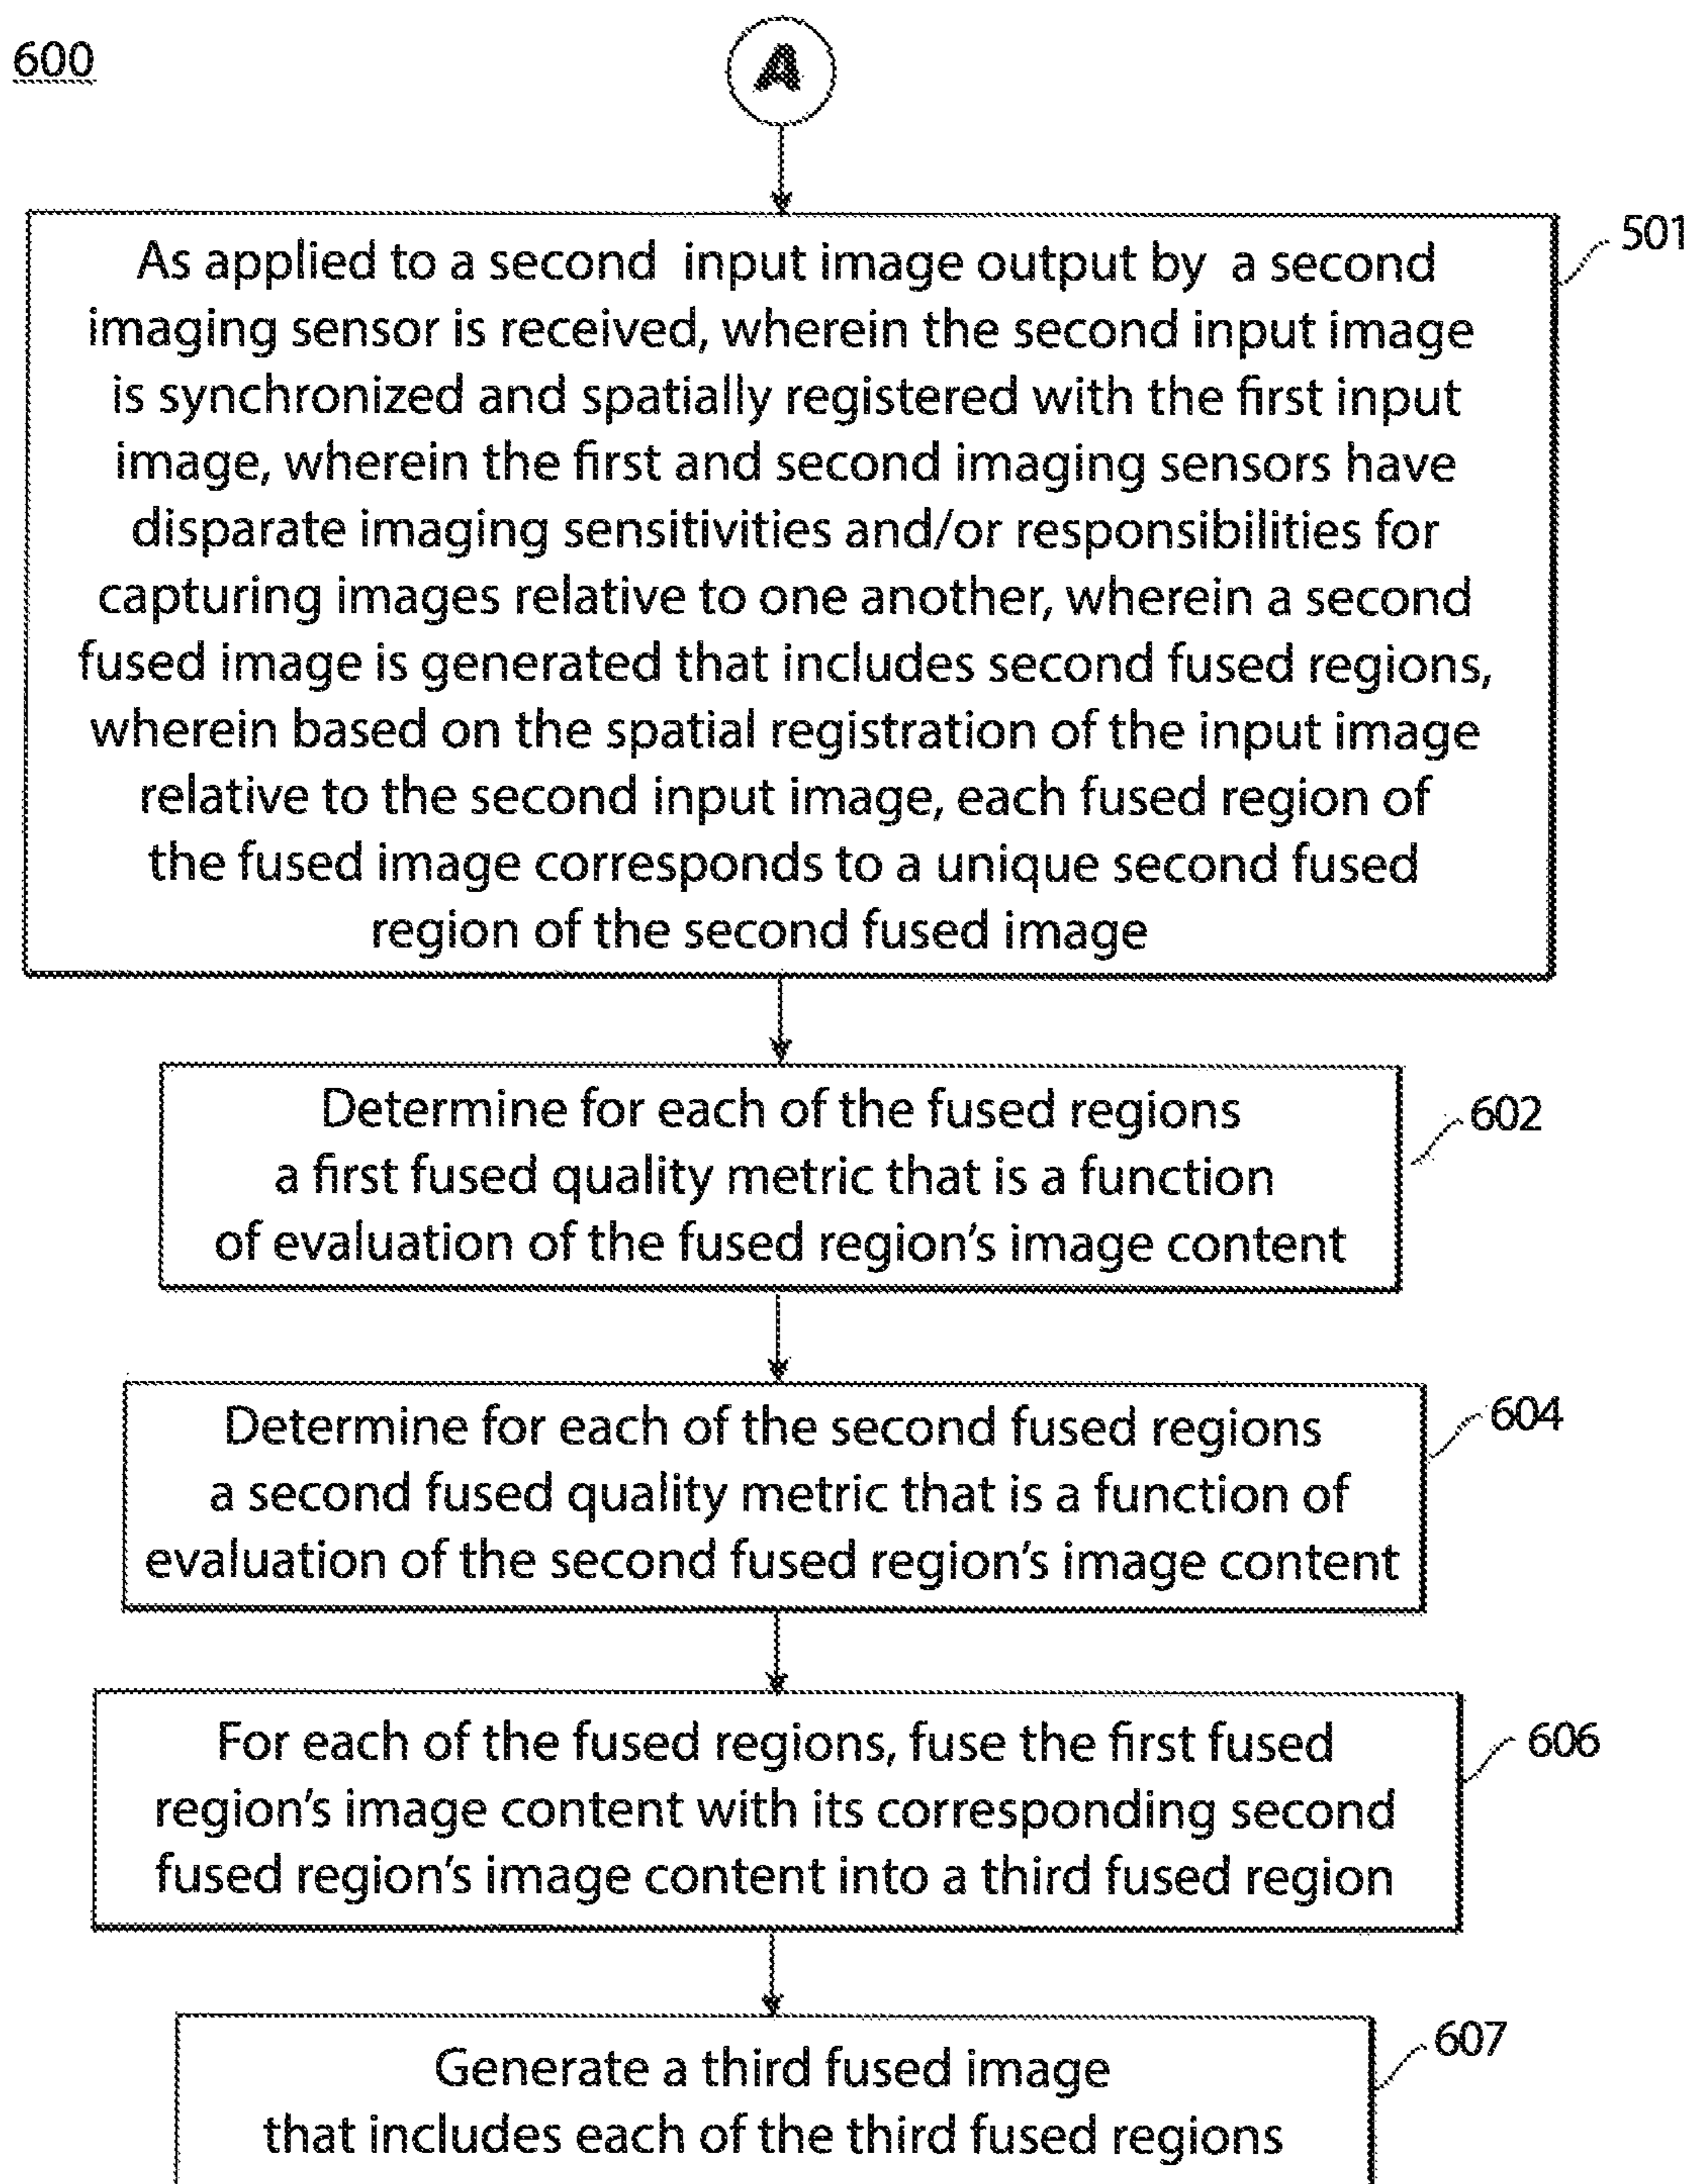 600
A
As applied to a second input image output by a second
imaging sensor is received, wherein the second input image
is synchronized and spatially registered with the first input
image, wherein the first and second imaging sensors have
disparate imaging sensitivities and/or responsibilities for
capturing images relative to one another, wherein a second
fused image is generated that includes second fused regions,
wherein based on the spatial registration of the input image
relative to the second input image, each fused region of
the fused image corresponds to a unique second fused
region of the second fused image
501
Determine for each of the fused regions
a first fused quality metric that is a function
of evaluation of the fused region's image content
602
Determine for each of the second fused regions
a second fused quality metric that is a function of
evaluation of the second fused region's image content
604
For each of the fused regions, fuse the first fused
region's image content with its corresponding second
fused region's image content into a third fused region
606
Generate a third fused image
that includes each of the third fused regions
607